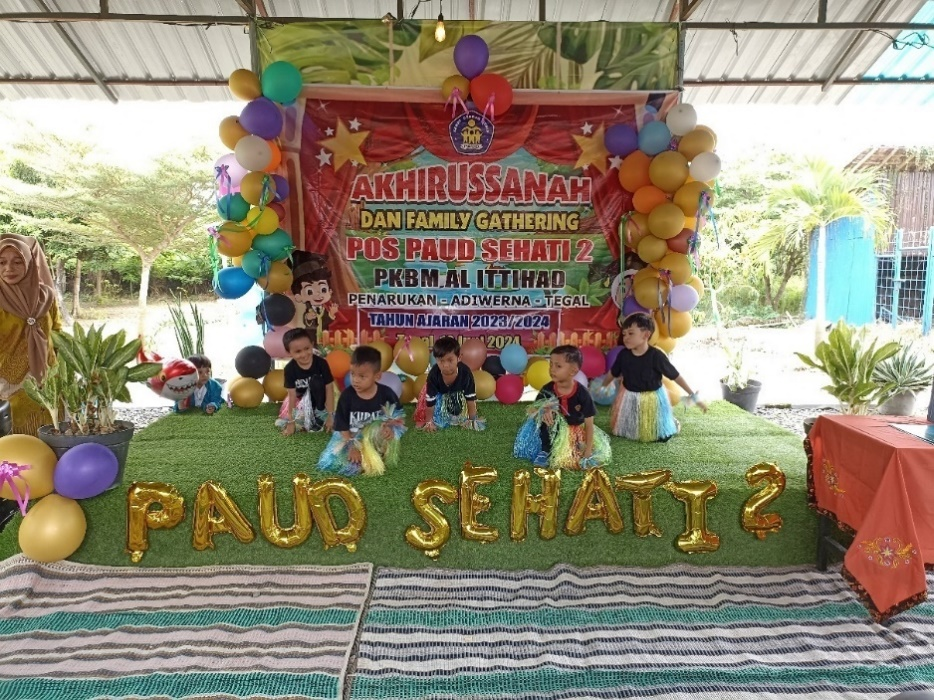 AKHIRUSSANAH
DAN FAMILY GATHERING
POS PAUD SEHATI 2
PKBM AL ITTIHAD
PENARUKAN - ADIWERNA - TEGAL
TAHUN AJARAN 2023/2024
2024
PAUD SEHATI 2